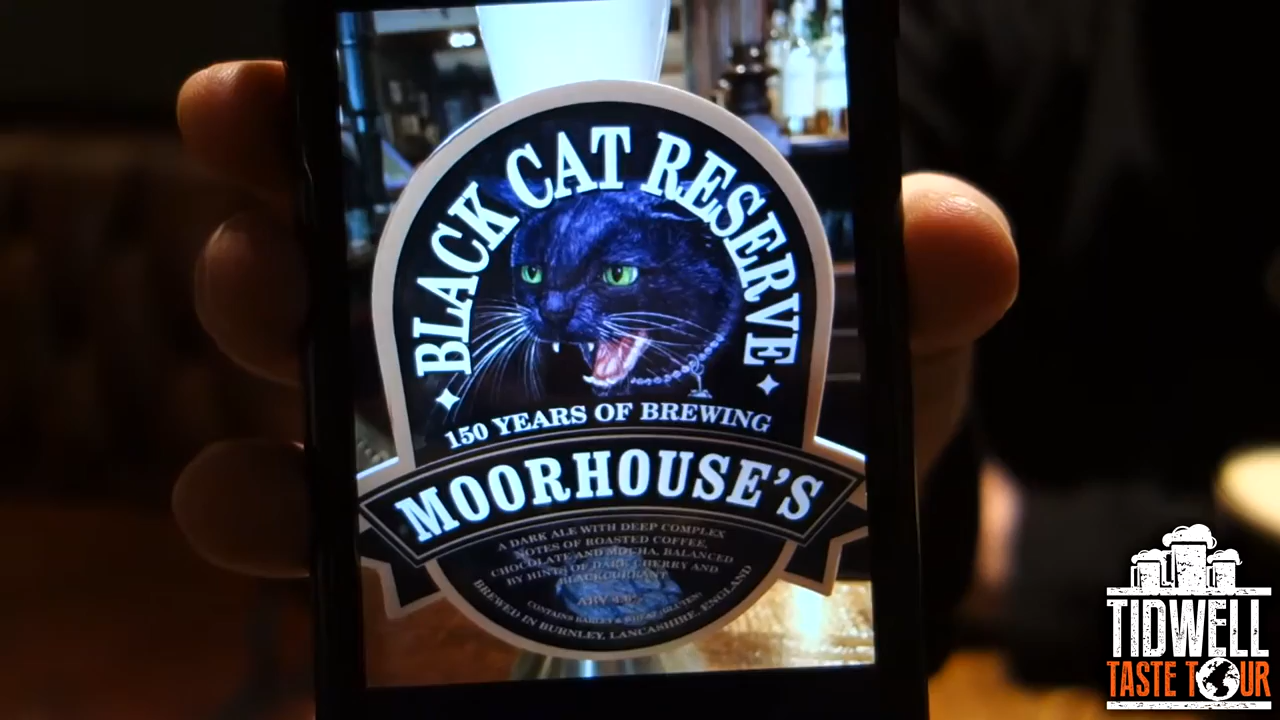 BLACK CAT RESERVE
150 YEARS OF BREWING
MOORHOUSE'S
A DARK ALE WITH DEEP COMPLEX
NOTES OF ROASTED COFFEE,
CHOCOLATE AND MOCHA, BALANCED
BY HINTS OF DARK CHERRY AND
BLACKCURRANT
ABV
CONTAINS BARLEY & WHEAT (GLUTEN)
BREWED IN BURNLEY, LANCASHIRE, ENGLAND
TIDWELL
TASTE TOUR